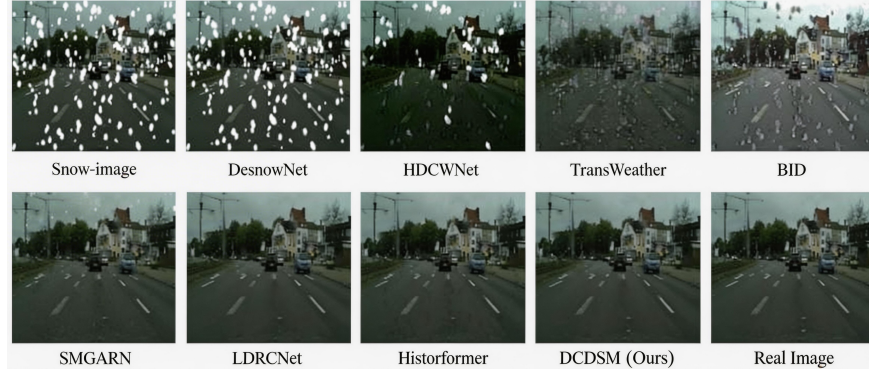 Snow-image DesnowNet HDCWNet TransWeather BID
SMGARN LDRCNet Historformer DCDSM (Ours) Real Image